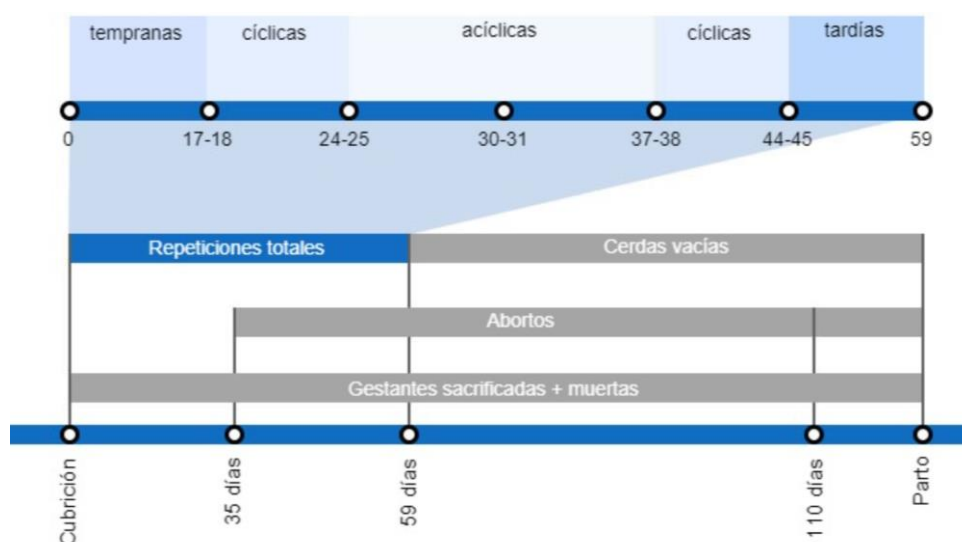 tempranas cíclicas acíclicas cíclicas tardías
0 17-18 24-25 30-31 37-38 44-45 59
Repeticiones totales Cerdas vacías
Abortos
Gestantes sacrificadas + muertas
Cubrición 35 días 59 días 110 días Parto